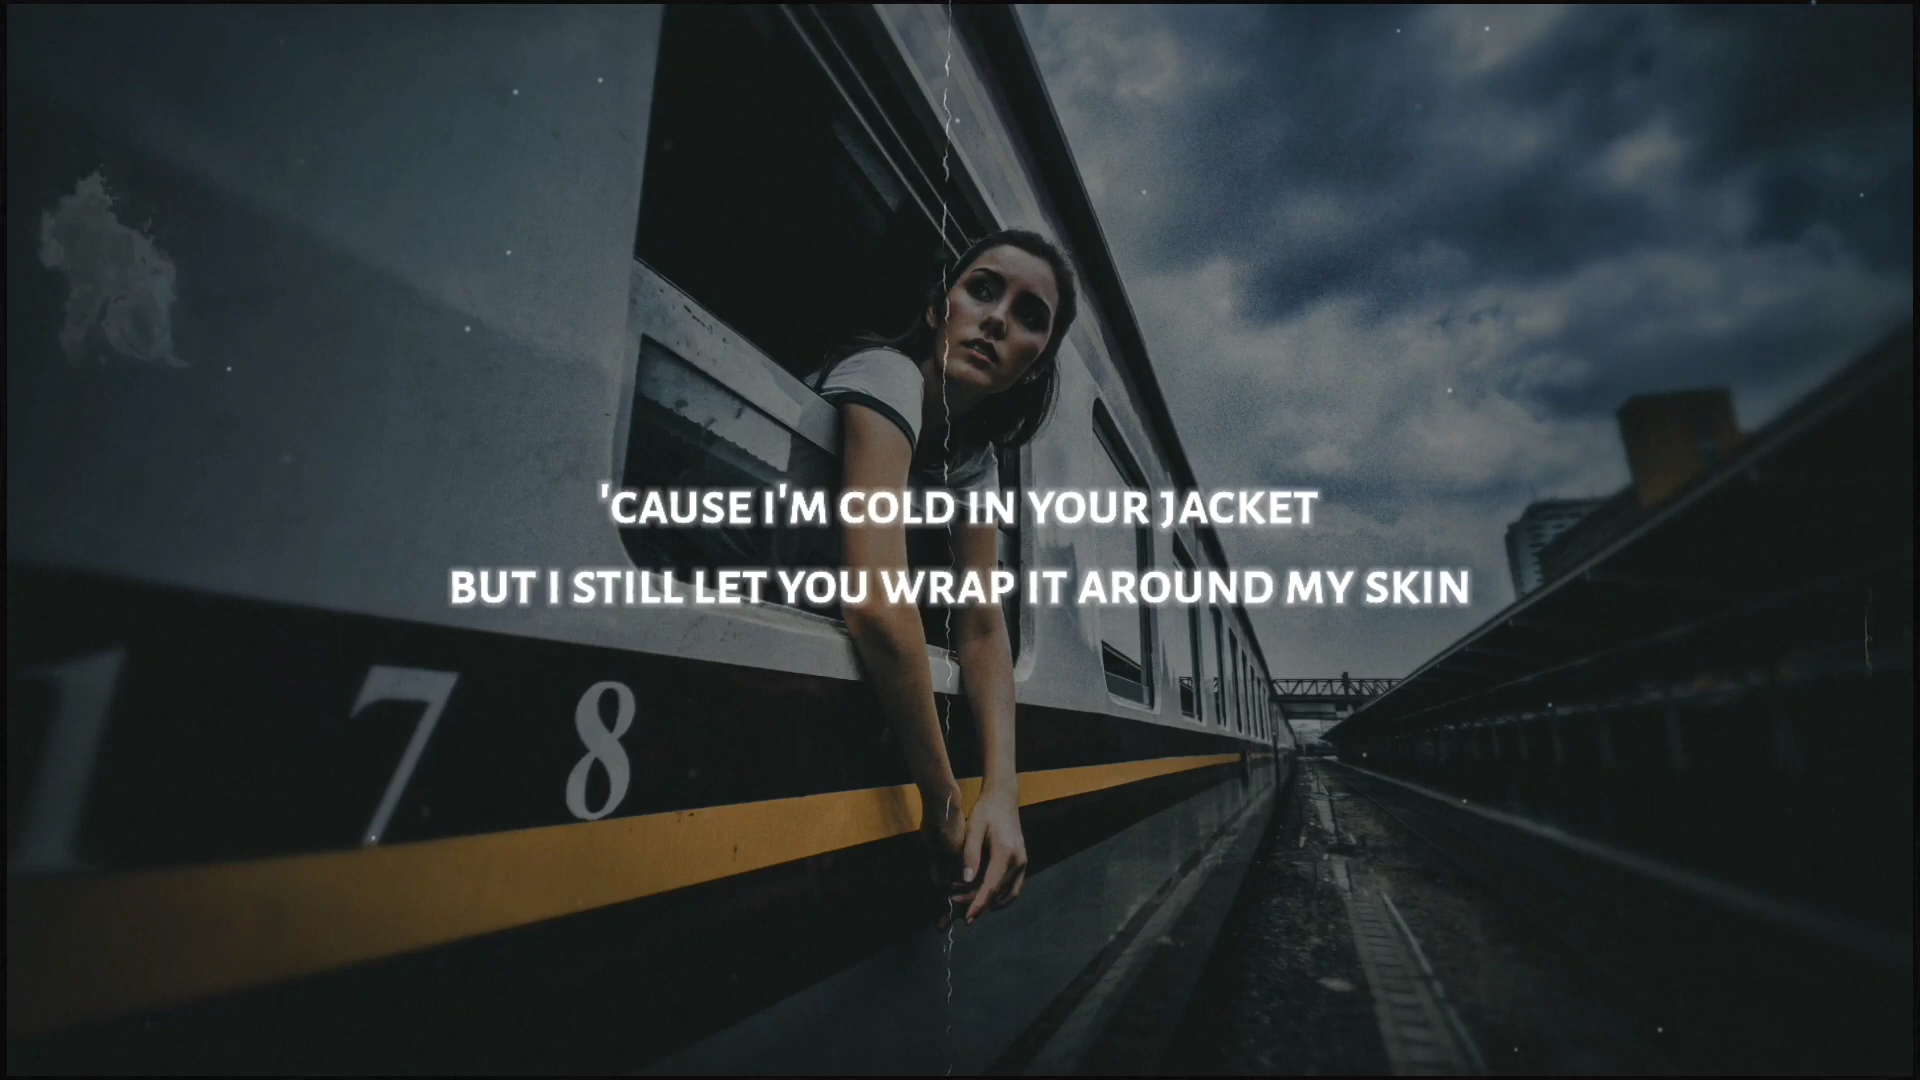 'CAUSE I'M COLD IN YOUR JACKET
BUT I STILL LET YOU WRAP IT AROUND MY SKIN
1 7 8